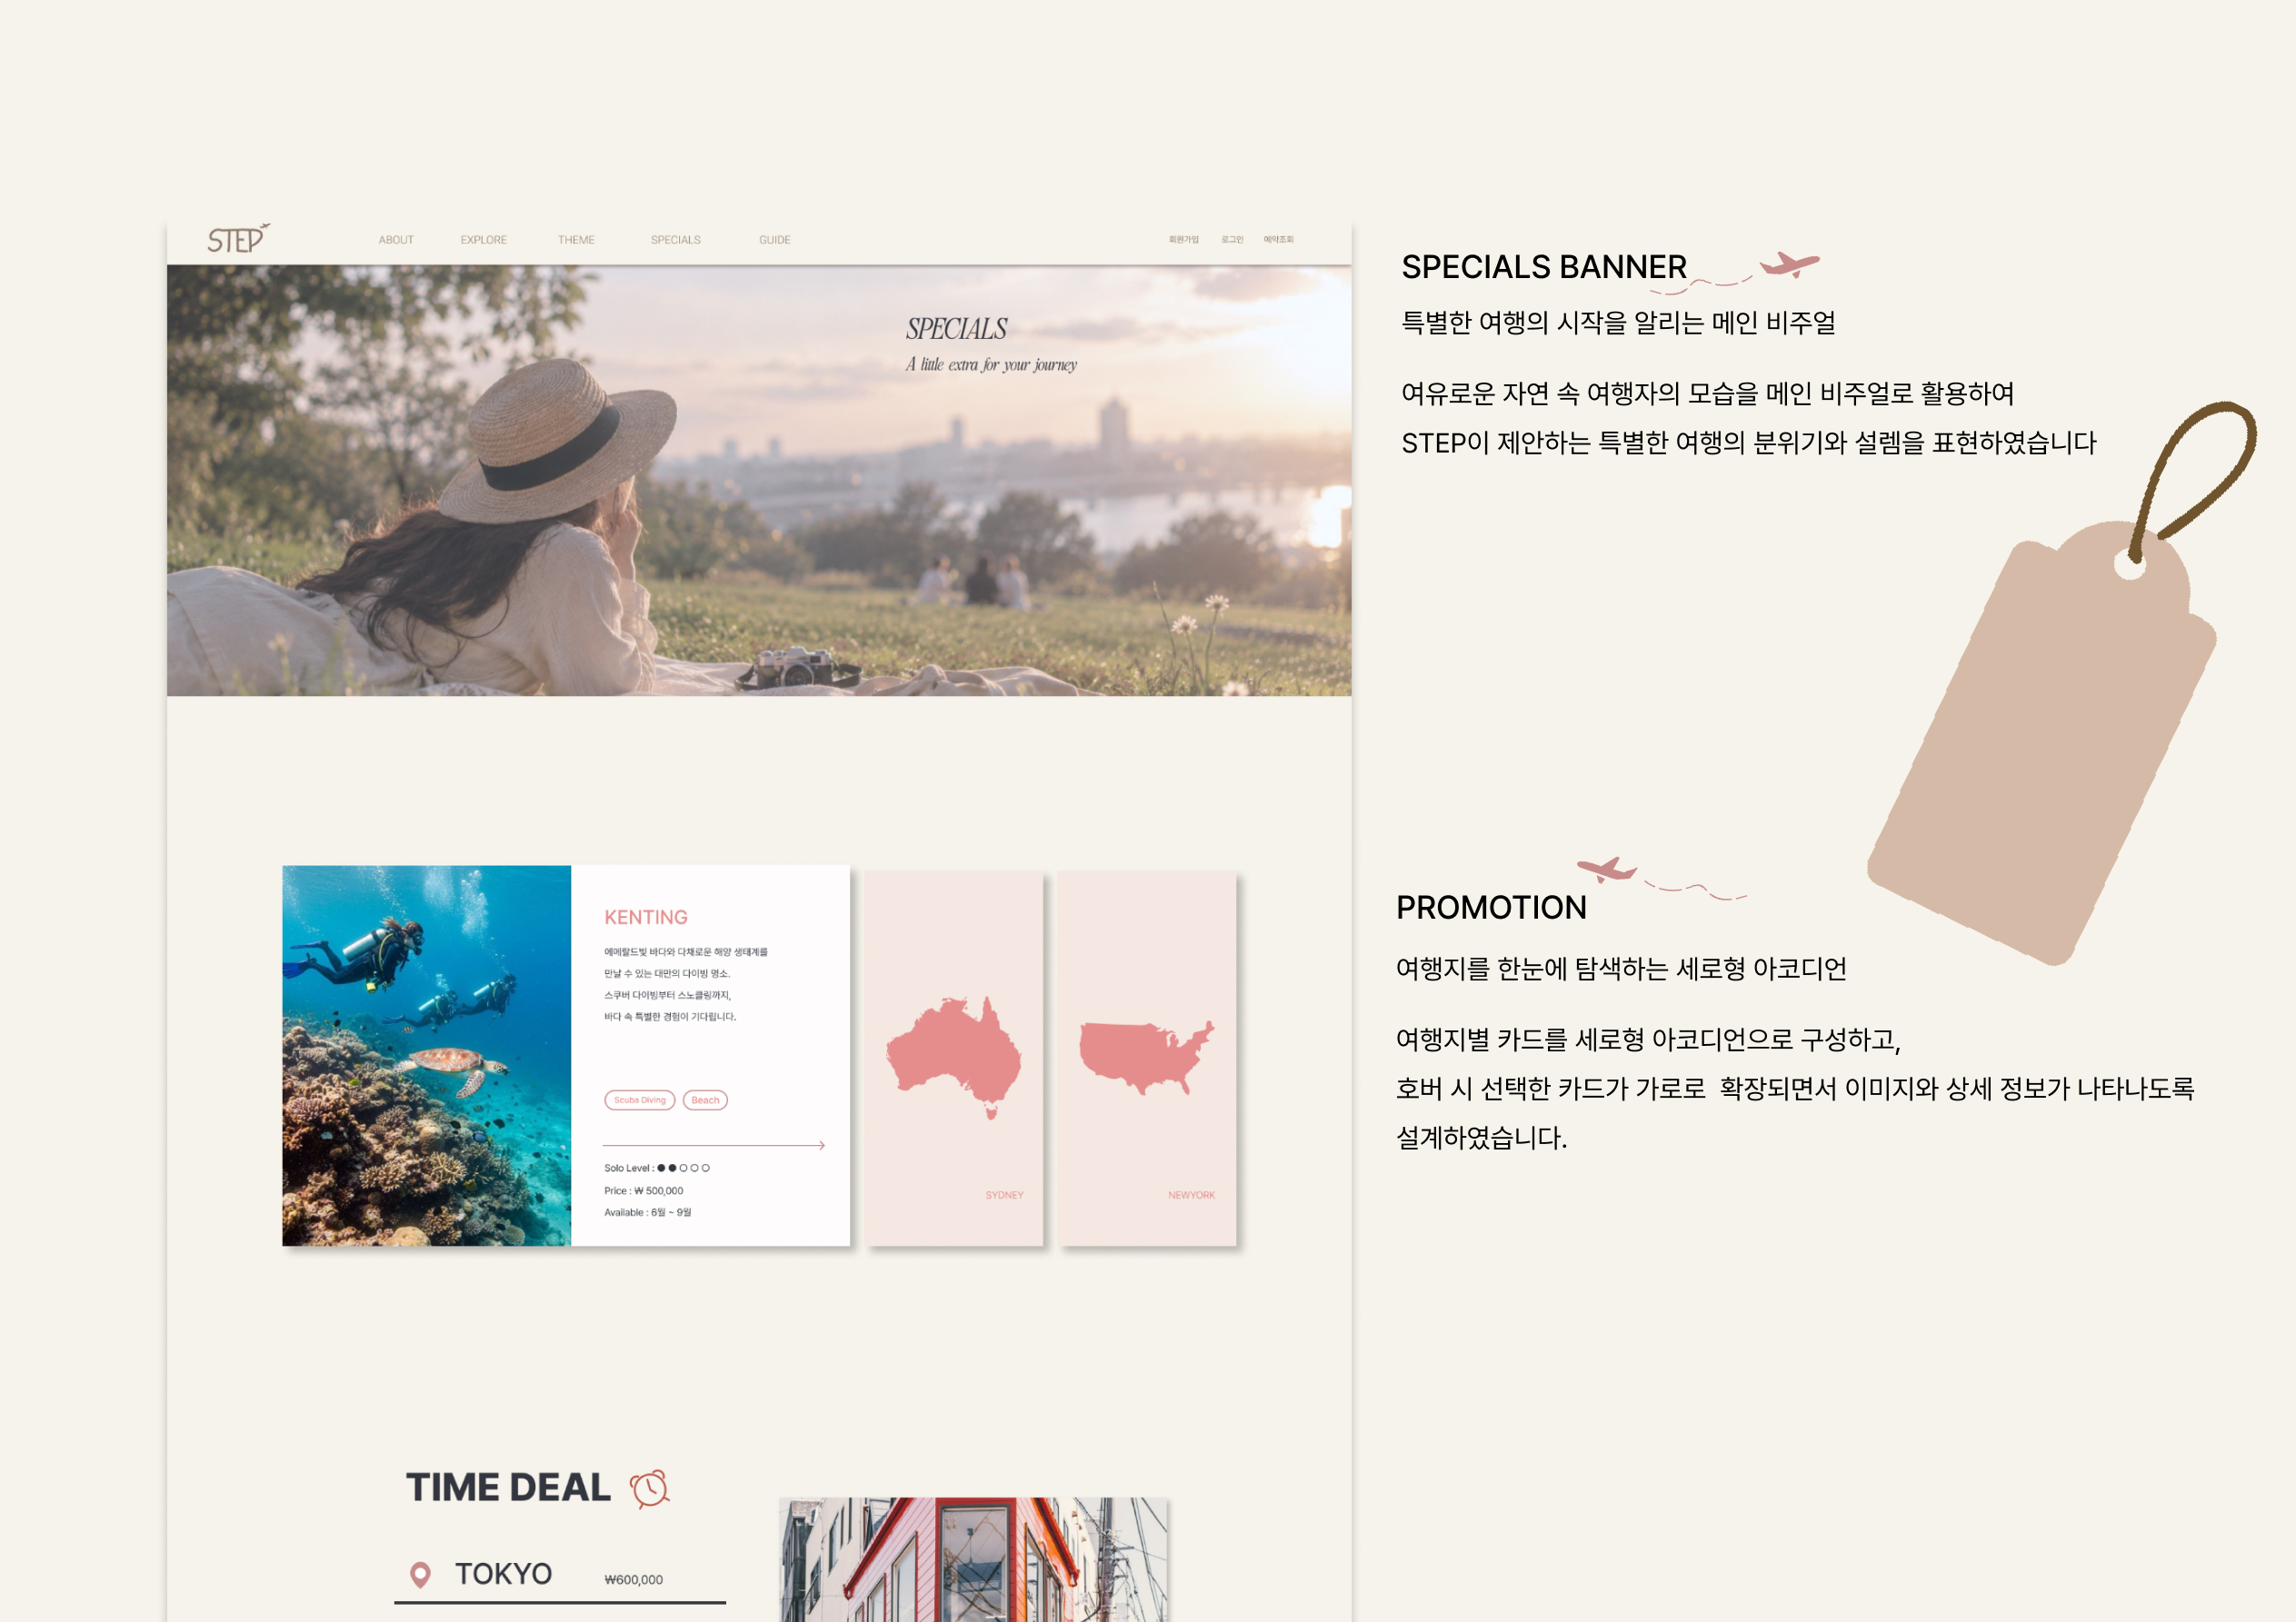 STEP
ABOUT EXPLORE THEME SPECIALS GUIDE
회원가입 로그인 예약조회
SPECIALS
A little extra for your journey
SPECIALS BANNER
특별한 여행의 시작을 알리는 메인 비주얼
여유로운 자연 속 여행자의 모습을 메인 비주얼로 활용하여
STEP이 제안하는 특별한 여행의 분위기와 설렘을 표현하였습니다
KENTING
에메랄드빛 바다와 다채로운 해양 생태계를
만날 수 있는 대만의 다이빙 명소.
스쿠버 다이빙부터 스노클링까지,
바다 속 특별한 경험이 기다립니다.
Scuba Diving Beach
Solo Level : ●●○○○
Price : ₩ 500,000
Available : 6월 ~ 9월
SYDNEY
NEWYORK
PROMOTION
여행지를 한눈에 탐색하는 세로형 아코디언
여행지별 카드를 세로형 아코디언으로 구성하고,
호버 시 선택한 카드가 가로로 확장되면서 이미지와 상세 정보가 나타나도록
설계하였습니다.
TIME DEAL
TOKYO ₩600,000